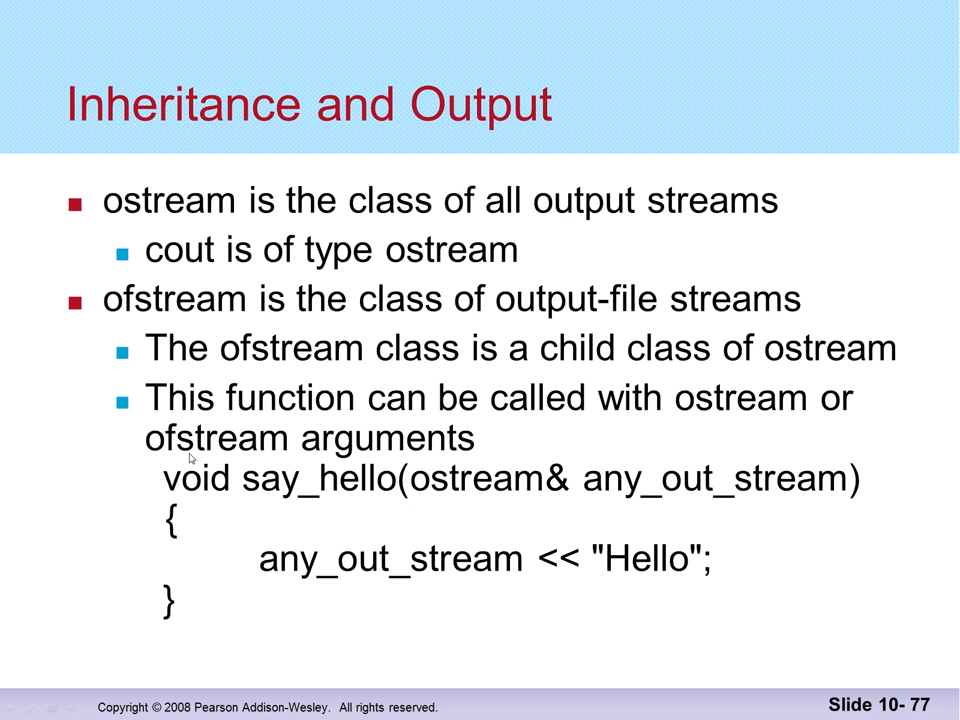 Inheritance and Output
ostream is the class of all output streams
cout is of type ostream
ofstream is the class of output-file streams
The ofstream class is a child class of ostream
This function can be called with ostream or
ofstream arguments
void say_hello(ostream& any_out_stream)
{
any_out_stream << "Hello";
}
Copyright © 2008 Pearson Addison-Wesley. All rights reserved.
Slide 10- 77